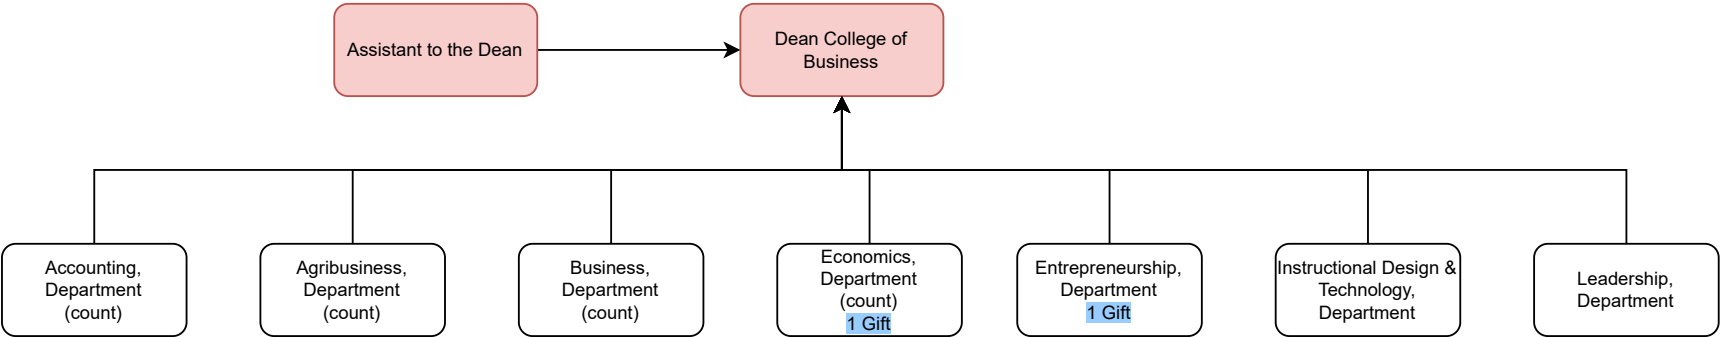 Assistant to the Dean
Dean College of
Business
Accounting,
Department
(count)
Agribusiness,
Department
(count)
Business,
Department
(count)
Economics,
Department
(count)
1 Gift
Entrepreneurship,
Department
1 Gift
Instructional Design &
Technology,
Department
Leadership,
Department